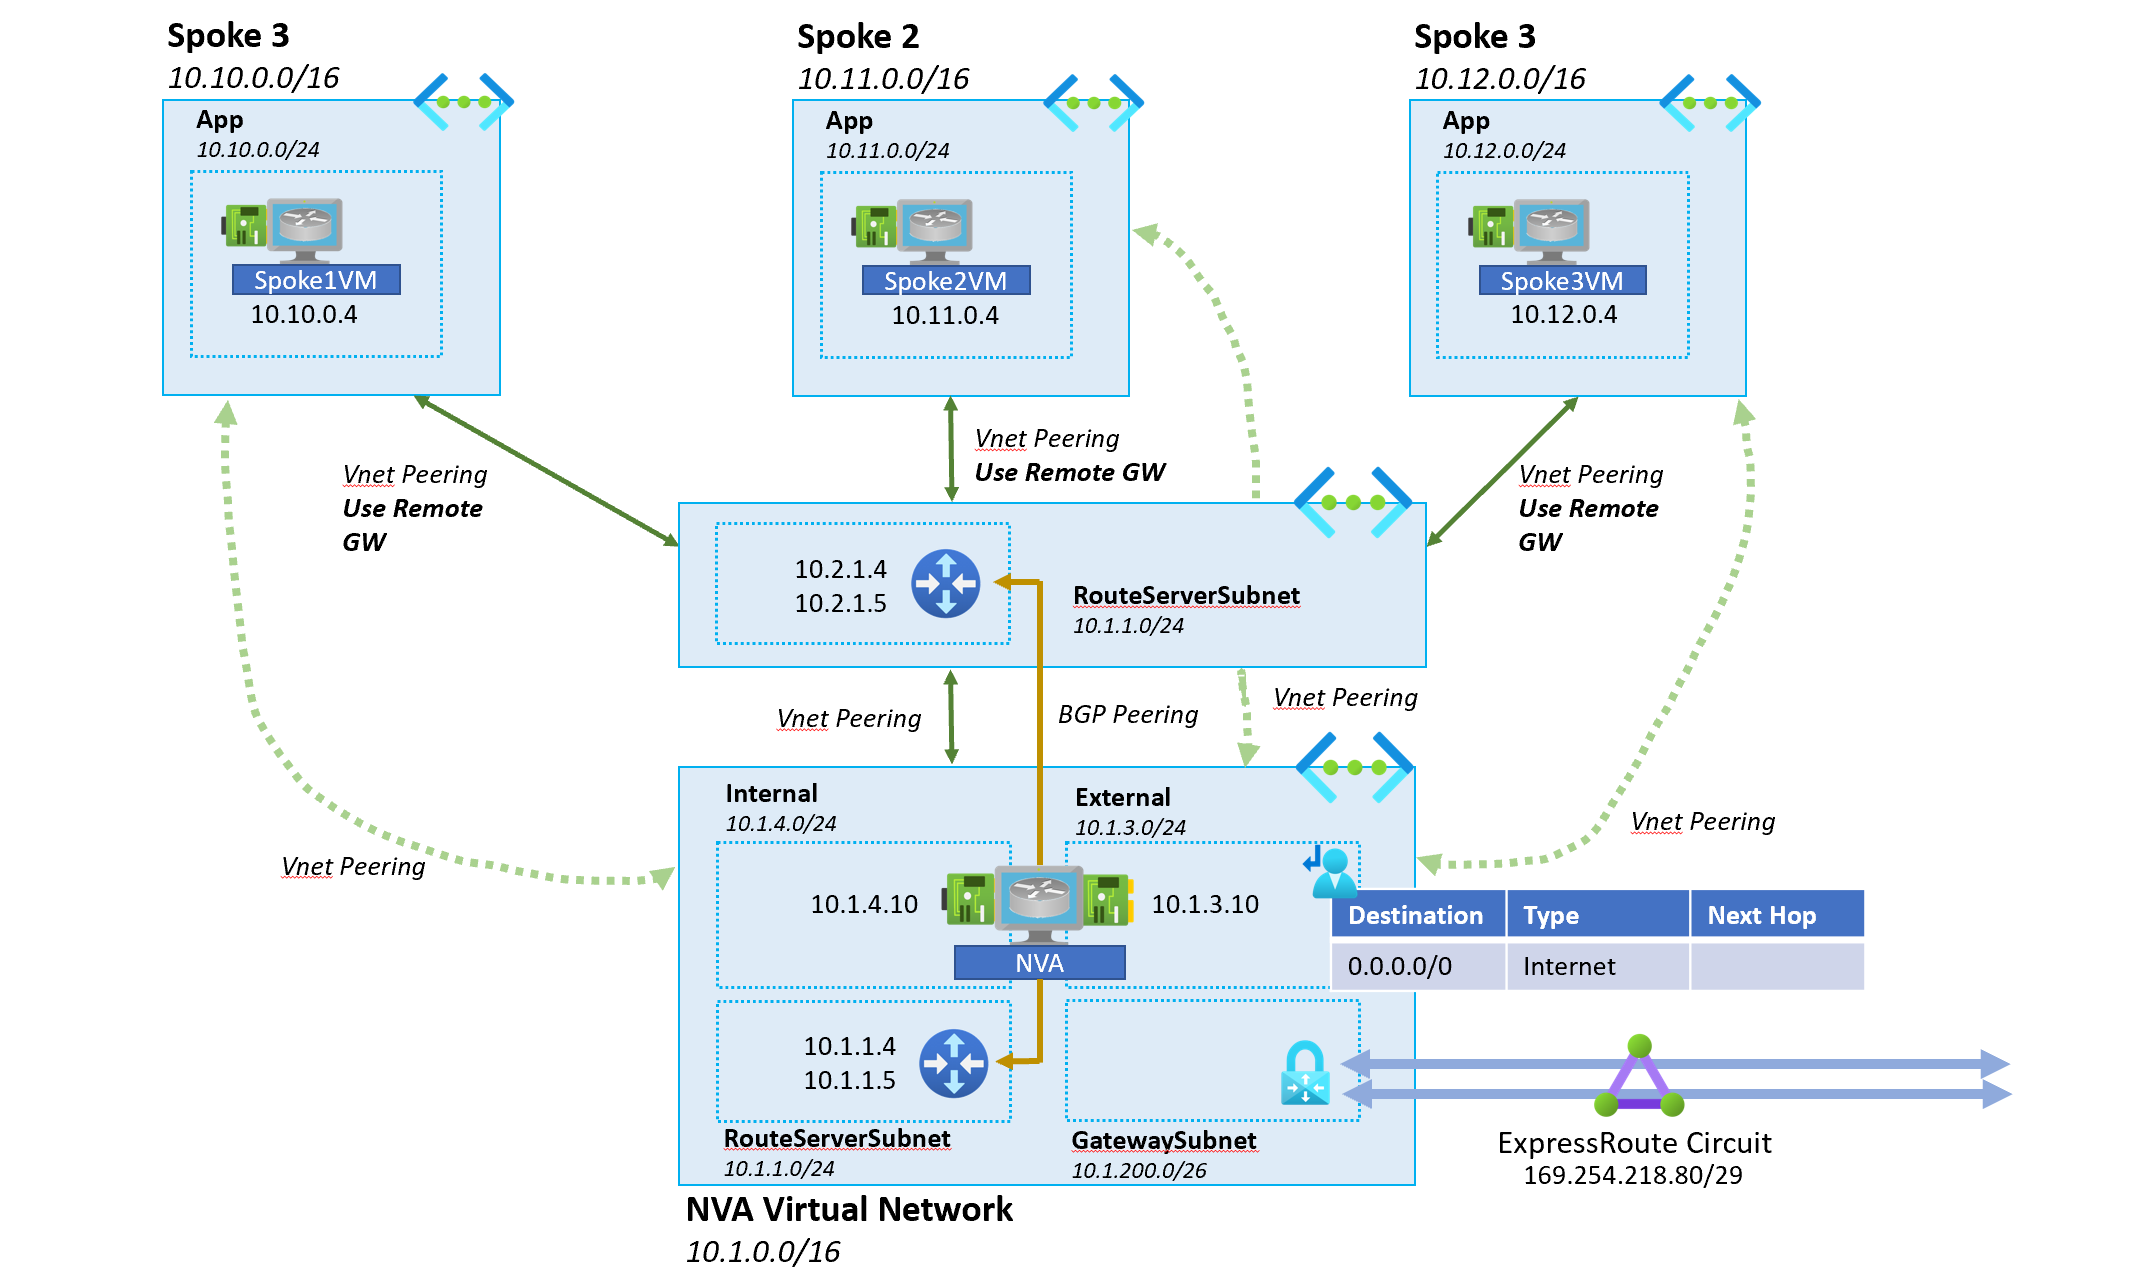 Spoke 3
10.10.0.0/16
App
10.10.0.0/24
Spoke1VM
10.10.0.4
Spoke 2
10.11.0.0/16
App
10.11.0.0/24
Spoke2VM
10.11.0.4
Spoke 3
10.12.0.0/16
App
10.12.0.0/24
Spoke3VM
10.12.0.4
Vnet Peering
Use Remote
GW
Vnet Peering
Use Remote GW
Vnet Peering
Use Remote
GW
10.2.1.4
10.2.1.5
RouteServerSubnet
10.1.1.0/24
Vnet Peering
BGP Peering
Vnet Peering
Vnet Peering
Vnet Peering
Internal
10.1.4.0/24
External
10.1.3.0/24
10.1.4.10
10.1.3.10
NVA
Destination Type Next Hop
0.0.0.0/0 Internet
10.1.1.4
10.1.1.5
RouteServerSubnet
10.1.1.0/24
GatewaySubnet
10.1.200.0/26
ExpressRoute Circuit
169.254.218.80/29
NVA Virtual Network
10.1.0.0/16